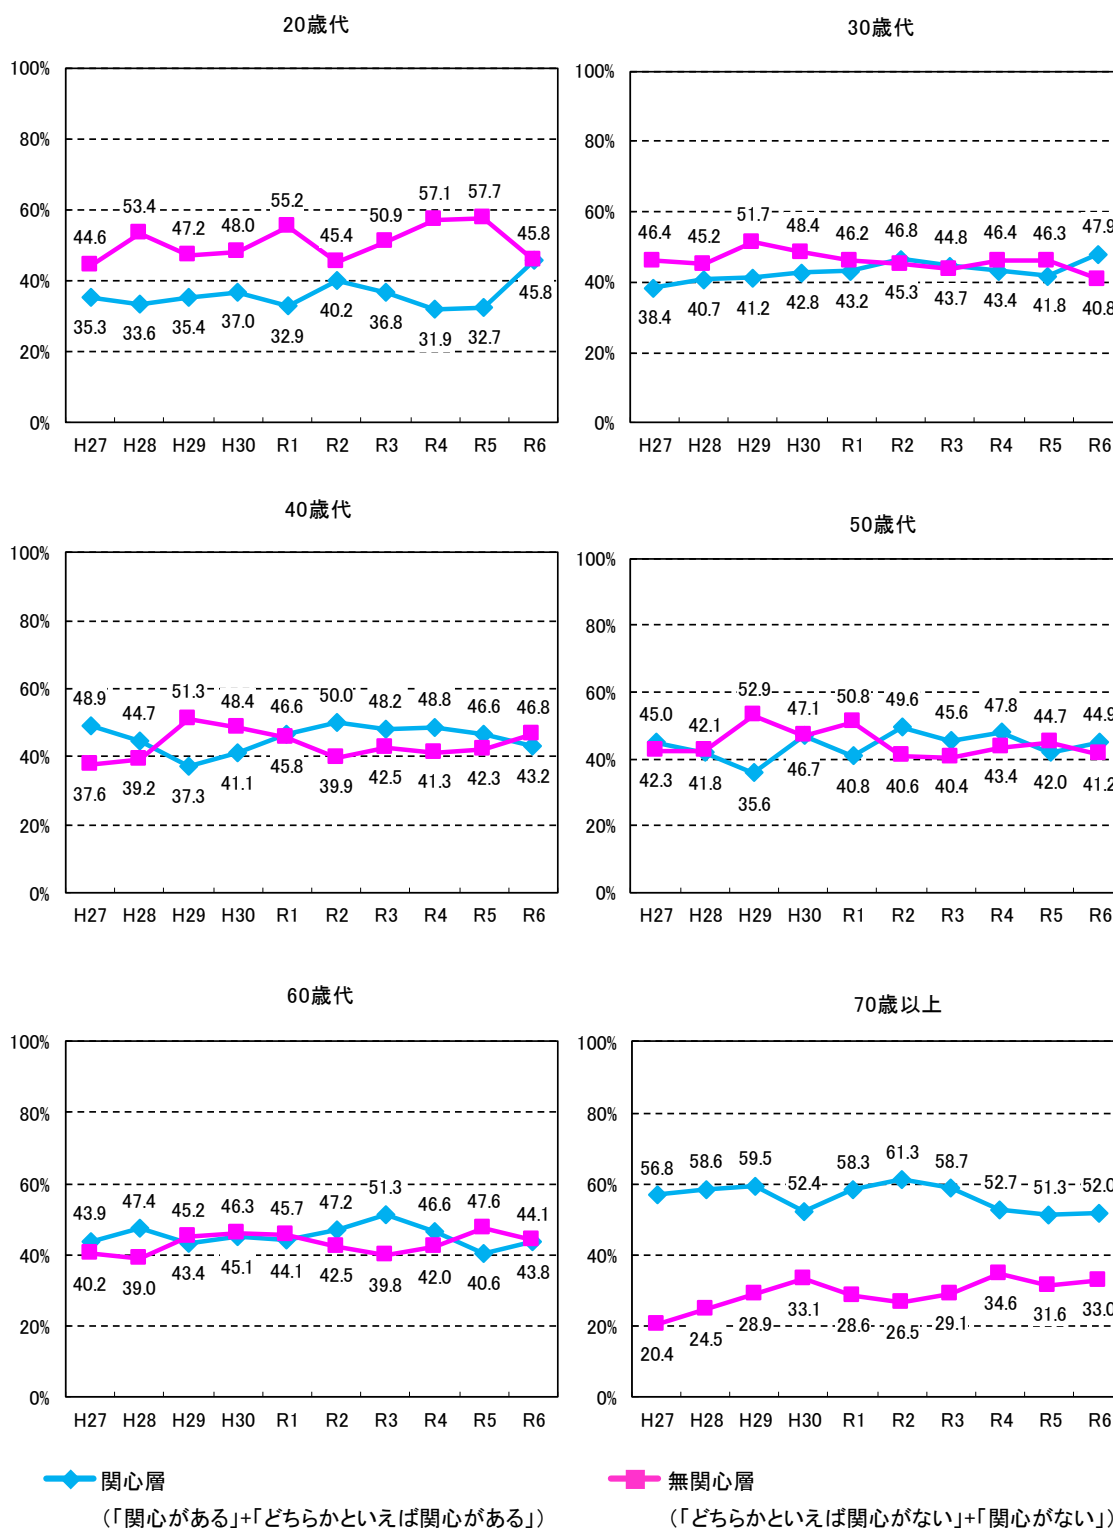 20歳代
100%
80%
60%
40%
20%
0%
44.6 53.4 47.2 48.0 55.2 45.4 50.9 57.1 57.7 45.8
35.3 33.6 35.4 37.0 32.9 40.2 36.8 31.9 32.7 45.8
H27 H28 H29 H30 R1 R2 R3 R4 R5 R6
30歳代
100%
80%
60%
40%
20%
0%
46.4 45.2 51.7 48.4 46.2 46.8 44.8 46.4 46.3 47.9
38.4 40.7 41.2 42.8 43.2 45.3 43.7 43.4 41.8 40.8
H27 H28 H29 H30 R1 R2 R3 R4 R5 R6
40歳代
100%
80%
60%
40%
20%
0%
48.9 44.7 51.3 48.4 46.6 50.0 48.2 48.8 46.6 46.8
37.6 39.2 37.3 41.1 45.8 39.9 42.5 41.3 42.3 43.2
H27 H28 H29 H30 R1 R2 R3 R4 R5 R6
50歳代
100%
80%
60%
40%
20%
0%
45.0 42.1 52.9 47.1 50.8 49.6 45.6 47.8 44.7 44.9
42.3 41.8 35.6 46.7 40.8 40.6 40.4 43.4 42.0 41.2
H27 H28 H29 H30 R1 R2 R3 R4 R5 R6
60歳代
100%
80%
60%
40%
20%
0%
43.9 47.4 45.2 46.3 45.7 47.2 51.3 46.6 47.6 44.1
40.2 39.0 43.4 45.1 44.1 42.5 39.8 42.0 40.6 43.8
H27 H28 H29 H30 R1 R2 R3 R4 R5 R6
70歳以上
100%
80%
60%
40%
20%
0%
56.8 58.6 59.5 52.4 58.3 61.3 58.7 52.7 51.3 52.0
20.4 24.5 28.9 33.1 28.6 26.5 29.1 34.6 31.6 33.0
H27 H28 H29 H30 R1 R2 R3 R4 R5 R6
関心層
(「関心がある」+「どちらかといえば関心がある」)
無関心層
(「どちらかといえば関心がない」+「関心がない」)